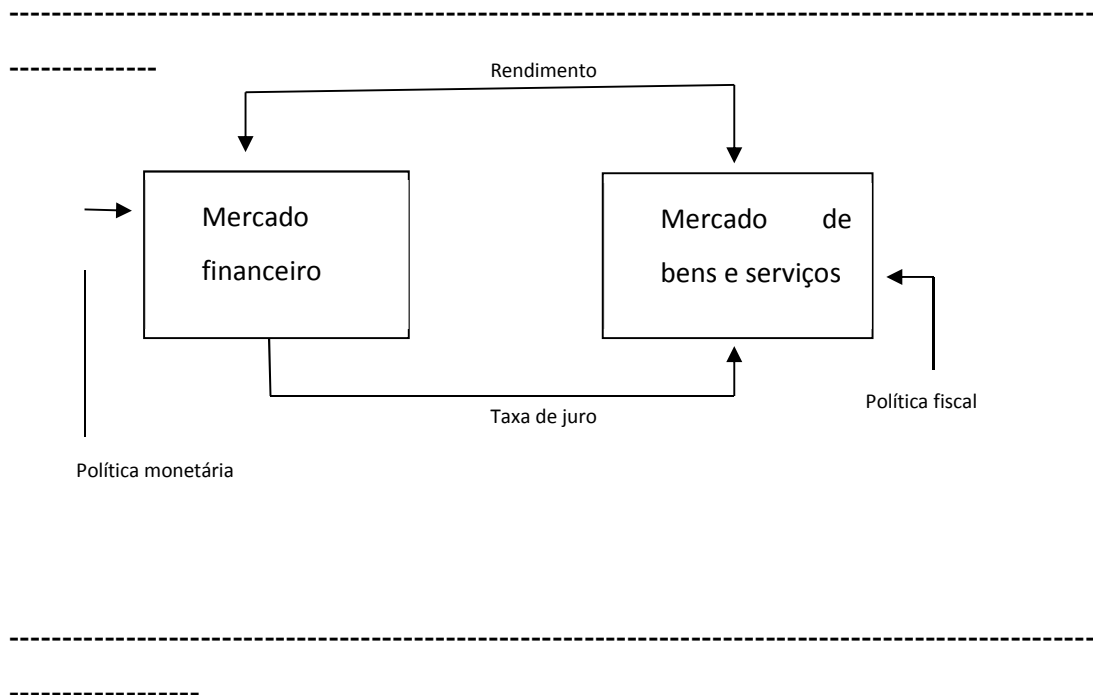 Rendimento
Mercado
financeiro
Mercado de
bens e serviços
Taxa de juro
Política fiscal
Política monetária